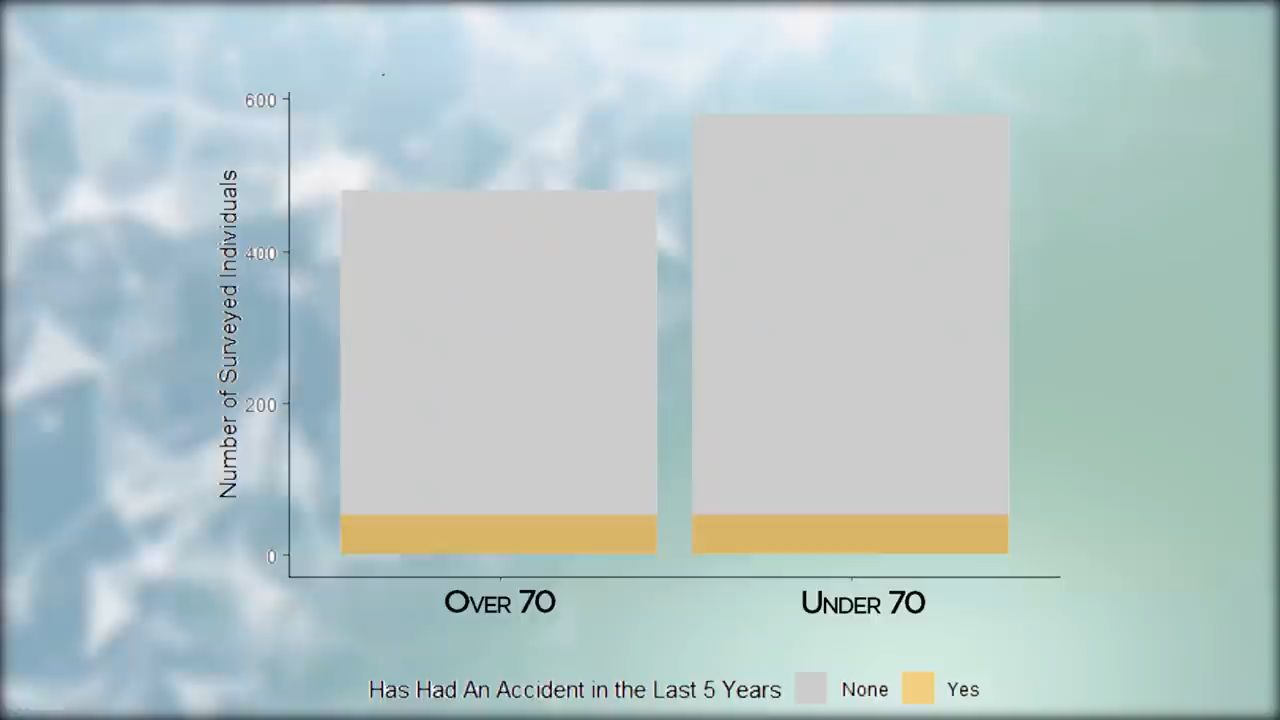 600
400
200
0
Number of Surveyed Individuals
OVER 70
UNDER 70
Has Had An Accident in the Last 5 Years None Yes